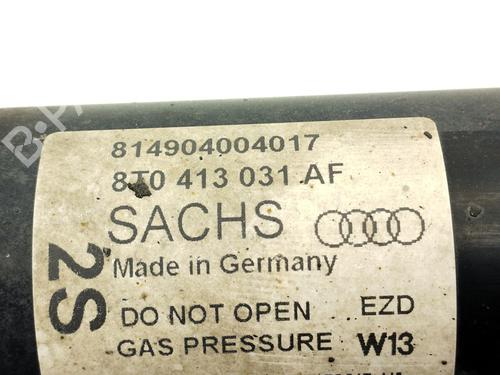 814904004017
8T0 413 031 AF
SACHS
Made in Germany
2S
DO NOT OPEN EZD
GAS PRESSURE W13